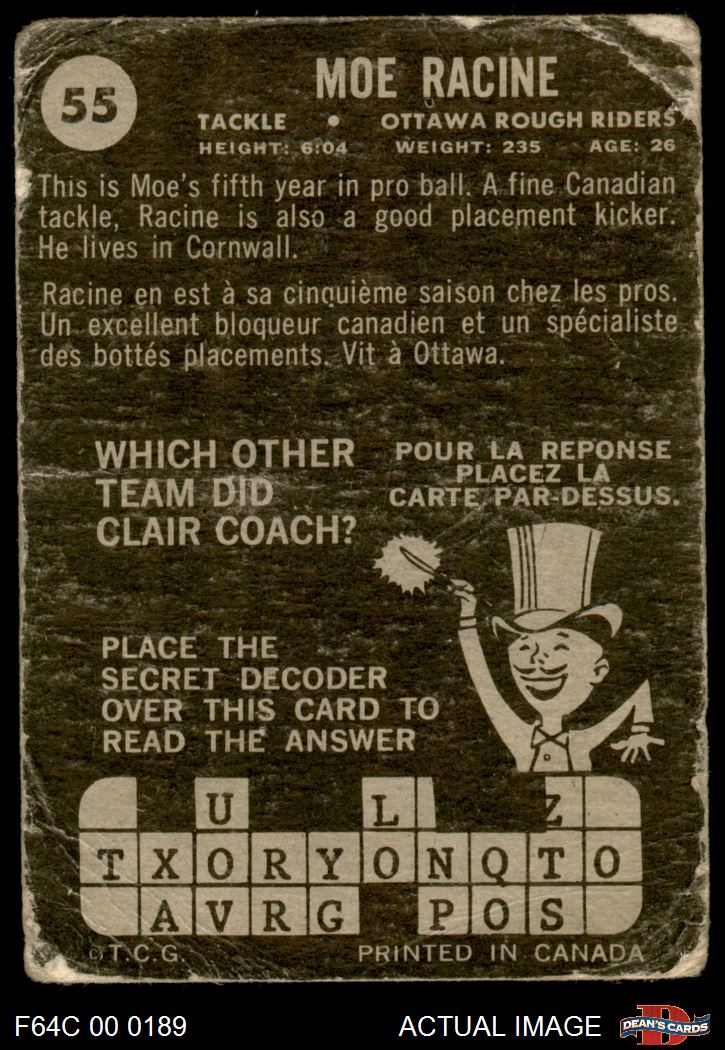 55
MOE RACINE
TACKLE • OTTAWA ROUGH RIDERS
HEIGHT: 6:04 WEIGHT: 235 AGE: 26
This is Moe's fifth year in pro ball. A fine Canadian
tackle, Racine is also a good placement kicker.
He lives in Cornwall.
Racine en est à sa cinquième saison chez les pros.
Un excellent bloqueur canadien et un spécialiste
des bottés placements. Vit à Ottawa.
WHICH OTHER
TEAM DID
CLAIR COACH?
POUR LA REPONSE
PLACEZ LA
CARTE PAR-DESSUS.
PLACE THE
SECRET DECODER
OVER THIS CARD TO
READ THE ANSWER
U L Z
T X O R Y O N Q T O
A V R G P O S
©T.C.G. PRINTED IN CANADA
F64C 00 0189 ACTUAL IMAGE D DEAN'S CARDS